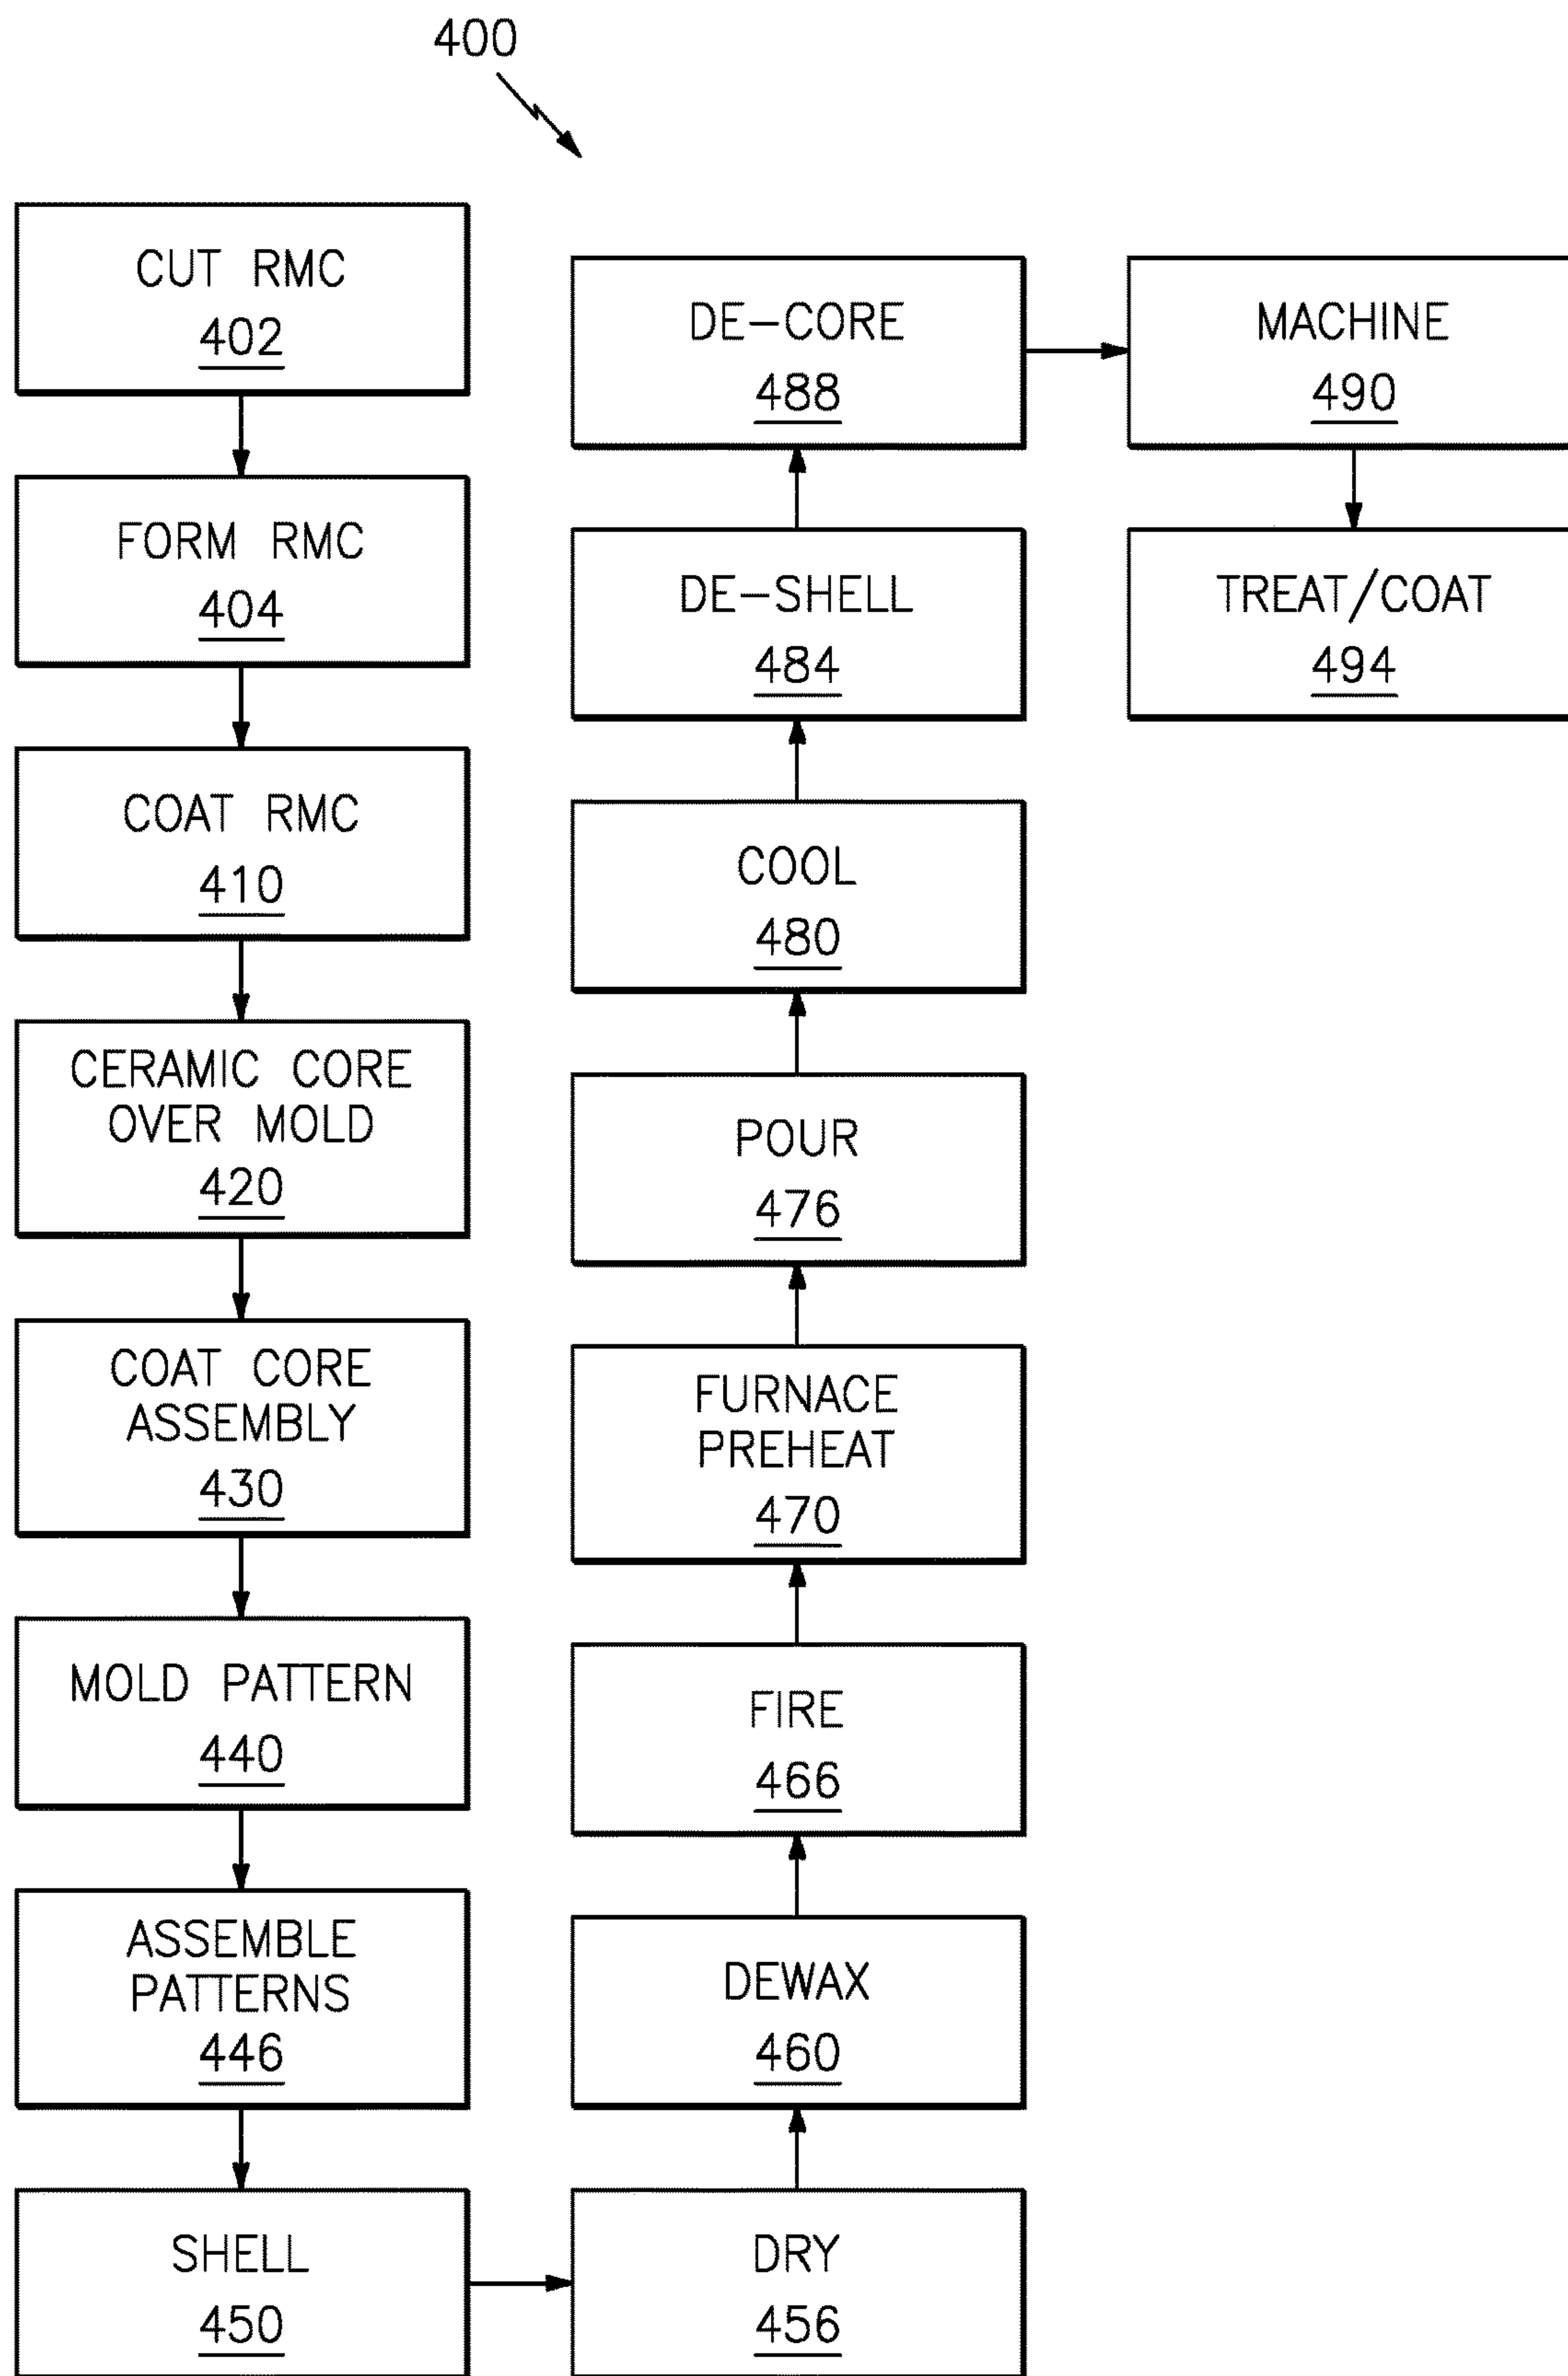 400
CUT RMC
402
FORM RMC
404
COAT RMC
410
CERAMIC CORE
OVER MOLD
420
COAT CORE
ASSEMBLY
430
MOLD PATTERN
440
ASSEMBLE
PATTERNS
446
SHELL
450
DRY
456
DEWAX
460
FIRE
466
FURNACE
PREHEAT
470
POUR
476
COOL
480
DE-SHELL
484
DE-CORE
488
MACHINE
490
TREAT/COAT
494